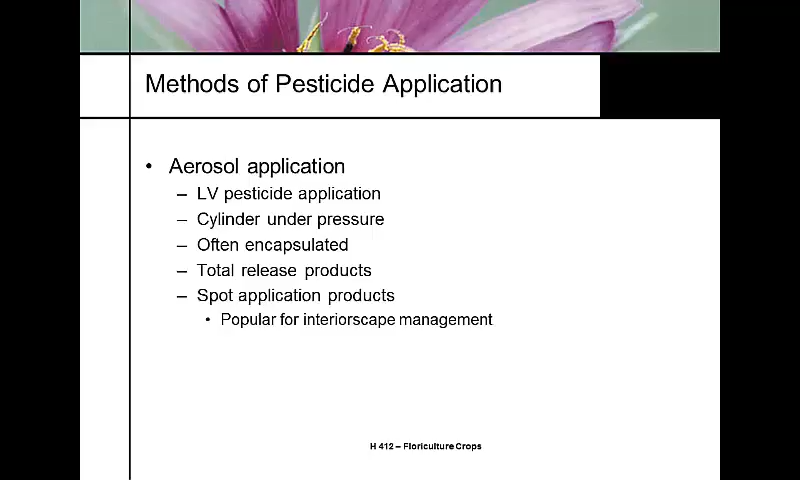 Methods of Pesticide Application
• Aerosol application
– LV pesticide application
– Cylinder under pressure
– Often encapsulated
– Total release products
– Spot application products
• Popular for interiorscape management
H 412 – Floriculture Crops